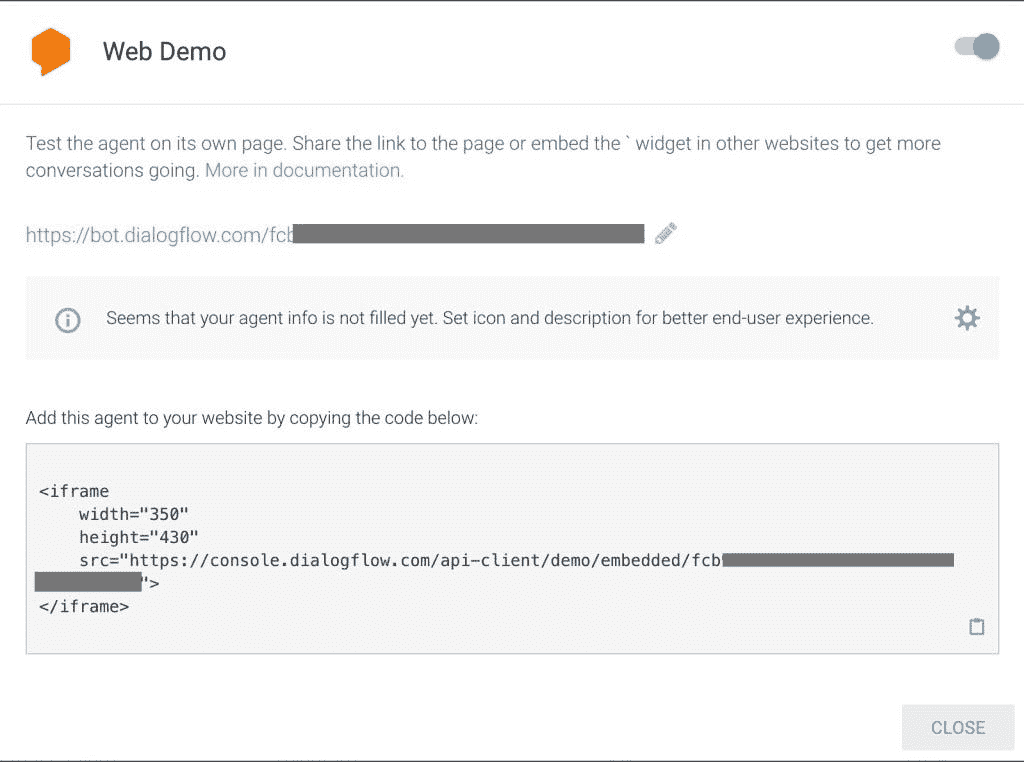 Web Demo
Test the agent on its own page. Share the link to the page or embed the ` widget in other websites to get more
conversations going. More in documentation.
https://bot.dialogflow.com/fcb
Seems that your agent info is not filled yet. Set icon and description for better end-user experience.
Add this agent to your website by copying the code below:
<iframe
width="350"
height="430"
src="https://console.dialogflow.com/api-client/demo/embedded/fcb
">
</iframe>
CLOSE